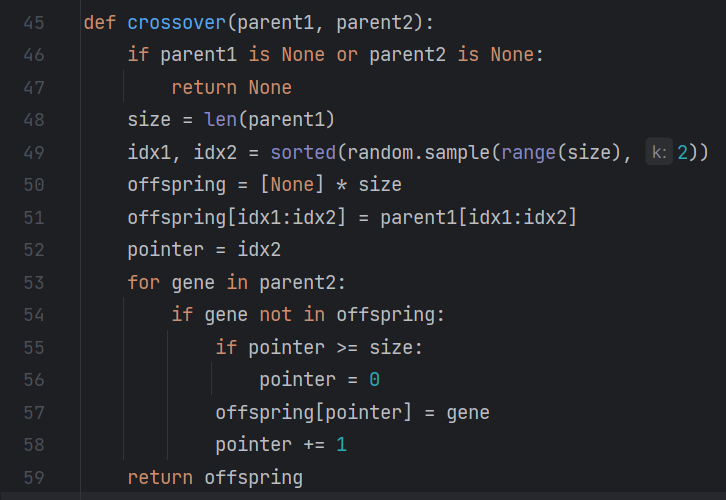 45 def crossover(parent1, parent2):
46     if parent1 is None or parent2 is None:
47         return None
48     size = len(parent1)
49     idx1, idx2 = sorted(random.sample(range(size), k: 2))
50     offspring = [None] * size
51     offspring[idx1:idx2] = parent1[idx1:idx2]
52     pointer = idx2
53     for gene in parent2:
54         if gene not in offspring:
55             if pointer >= size:
56                 pointer = 0
57             offspring[pointer] = gene
58             pointer += 1
59     return offspring